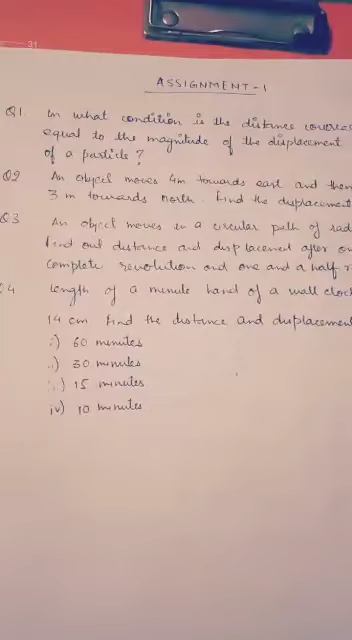 31
ASSIGNMENT-1
Q1 In what condition is the distance
equal to the magnitude of the displacement
of a particle?
Q2 An object moves 4m towards east and then
3 m towards north. Find the displacement
Q3 An object moves in a circular path of
Find out distance and displacement after
complete revolution and one and a half
length of a minute hand of a wall clock
14 cm find the distance and displacement
i) 60 minutes
ii) 30 minutes
iii) 15 minutes
iv) 10 minutes